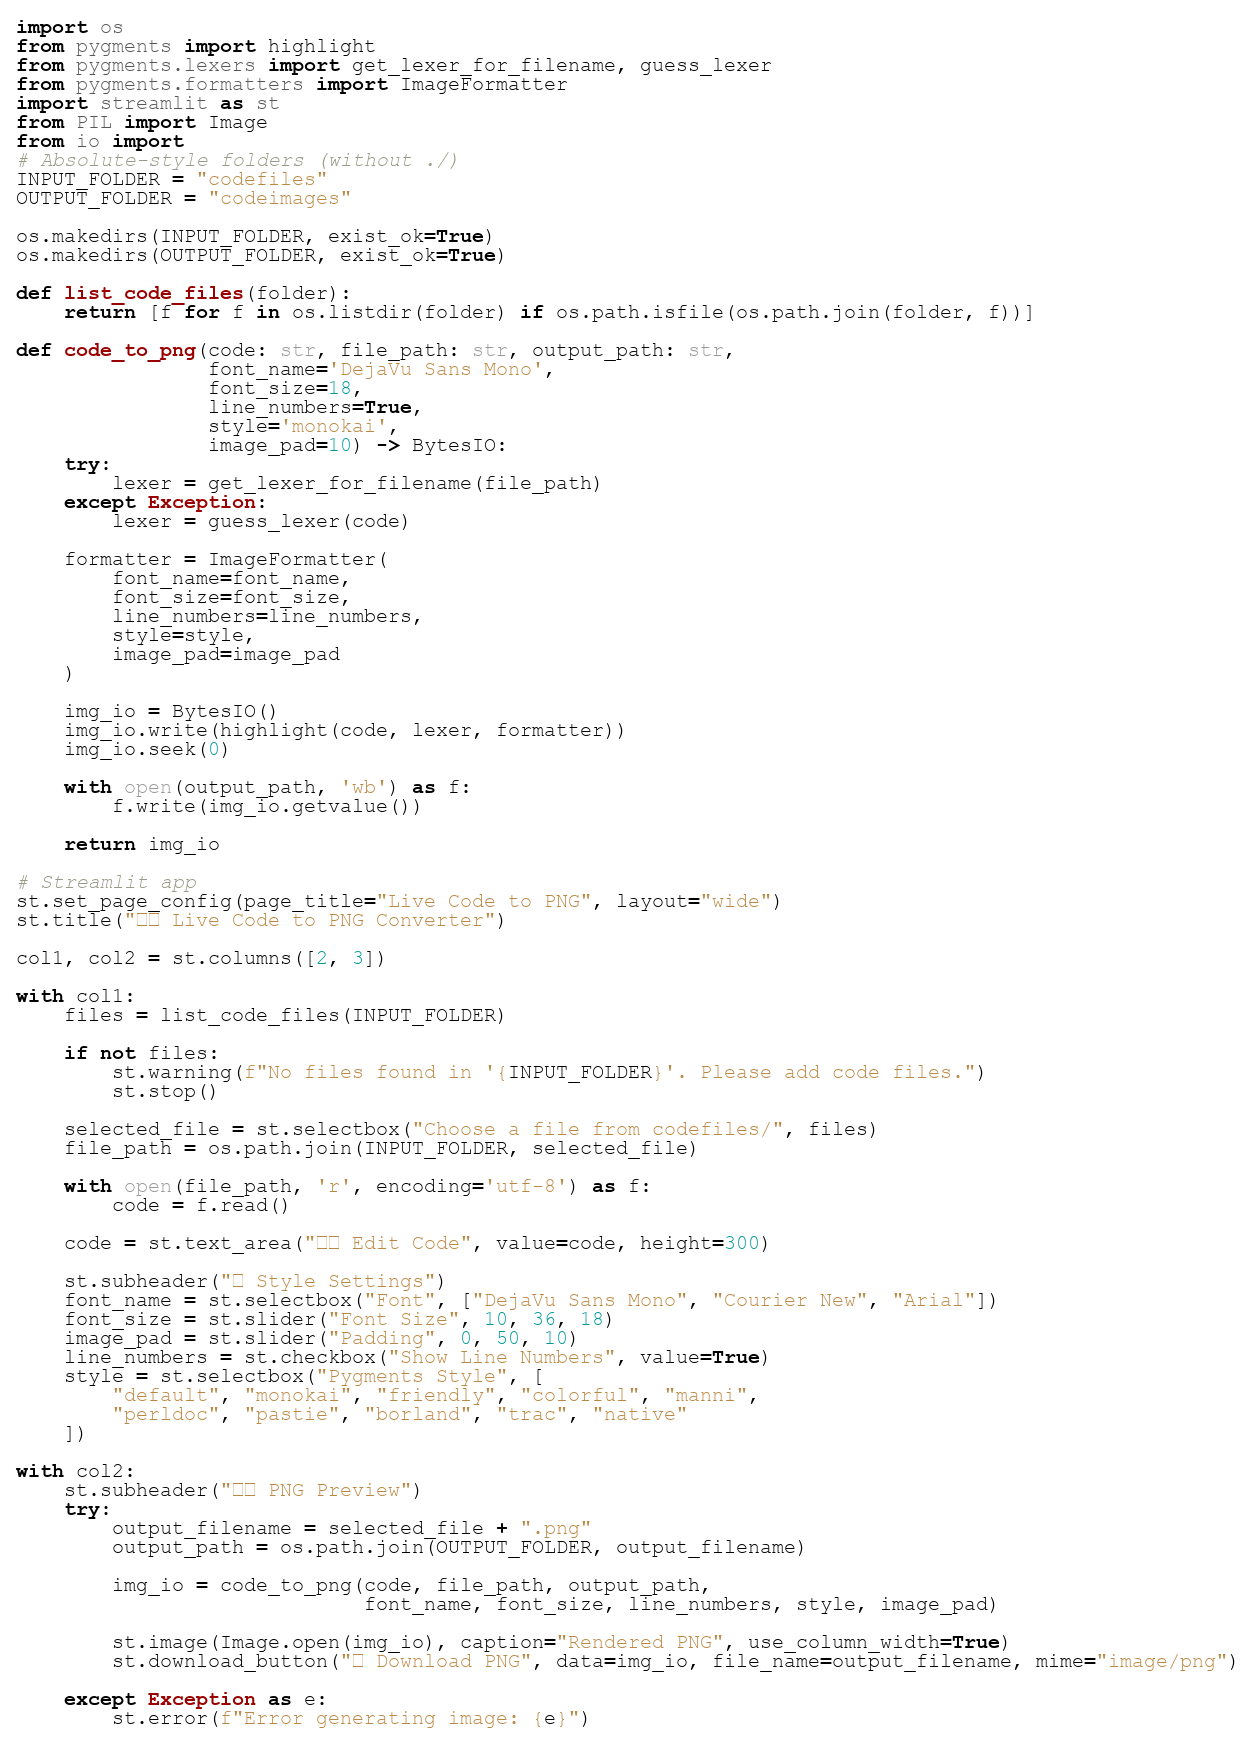 import os
from pygments import highlight
from pygments.lexers import get_lexer_for_filename, guess_lexer
from pygments.formatters import ImageFormatter
import streamlit as st
from PIL import Image
from io import
# Absolute-style folders (without ./)
INPUT_FOLDER = "codefiles"
OUTPUT_FOLDER = "codeimages"

os.makedirs(INPUT_FOLDER, exist_ok=True)
os.makedirs(OUTPUT_FOLDER, exist_ok=True)

def list_code_files(folder):
    return [f for f in os.listdir(folder) if os.path.isfile(os.path.join(folder, f))]

def code_to_png(code: str, file_path: str, output_path: str,
                font_name='DejaVu Sans Mono',
                font_size=18,
                line_numbers=True,
                style='monokai',
                image_pad=10) -> BytesIO:
    try:
        lexer = get_lexer_for_filename(file_path)
    except Exception:
        lexer = guess_lexer(code)

    formatter = ImageFormatter(
        font_name=font_name,
        font_size=font_size,
        line_numbers=line_numbers,
        style=style,
        image_pad=image_pad
    )

    img_io = BytesIO()
    img_io.write(highlight(code, lexer, formatter))
    img_io.seek(0)

    with open(output_path, 'wb') as f:
        f.write(img_io.getvalue())

    return img_io

# Streamlit app
st.set_page_config(page_title="Live Code to PNG", layout="wide")
st.title("▯▯ Live Code to PNG Converter")

col1, col2 = st.columns([2, 3])

with col1:
    files = list_code_files(INPUT_FOLDER)

    if not files:
        st.warning(f"No files found in '{INPUT_FOLDER}'. Please add code files.")
        st.stop()

    selected_file = st.selectbox("Choose a file from codefiles/", files)
    file_path = os.path.join(INPUT_FOLDER, selected_file)

    with open(file_path, 'r', encoding='utf-8') as f:
        code = f.read()

    code = st.text_area("▯▯ Edit Code", value=code, height=300)

    st.subheader("▯ Style Settings")
    font_name = st.selectbox("Font", ["DejaVu Sans Mono", "Courier New", "Arial"])
    font_size = st.slider("Font Size", 10, 36, 18)
    image_pad = st.slider("Padding", 0, 50, 10)
    line_numbers = st.checkbox("Show Line Numbers", value=True)
    style = st.selectbox("Pygments Style", [
        "default", "monokai", "friendly", "colorful", "manni",
        "perldoc", "pastie", "borland", "trac", "native"
    ])

with col2:
    st.subheader("▯▯ PNG Preview")
    try:
        output_filename = selected_file + ".png"
        output_path = os.path.join(OUTPUT_FOLDER, output_filename)

        img_io = code_to_png(code, file_path, output_path,
                             font_name, font_size, line_numbers, style, image_pad)

        st.image(Image.open(img_io), caption="Rendered PNG", use_column_width=True)
        st.download_button("▯ Download PNG", data=img_io, file_name=output_filename, mime="image/png")

    except Exception as e:
        st.error(f"Error generating image: {e}")